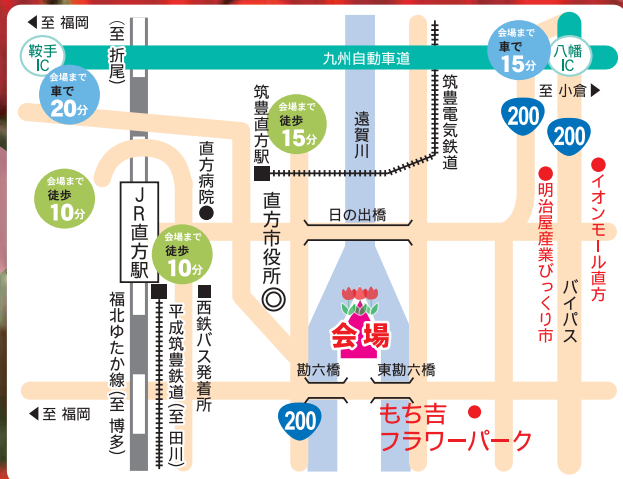 ◀至 福岡
(至 折尾)
鞍手
IC
会場まで
車で
20分
九州自動車道
会場まで
車で
15分
八幡
IC
至 小倉▶
200
200
筑豊電気鉄道
遠賀川
筑豊直方駅
会場まで
徒歩
15分
直方病院
会場まで
徒歩
10分
JR直方駅
会場まで
徒歩
10分
直方市役所
日の出橋
明治屋産業びっくり市
イオンモール直方
バイパス
会場
西鉄バス発着所
平成筑豊鉄道(至 田川)
福北ゆたか線(至 博多)
勘六橋
東勘六橋
◀至 福岡
200
もち吉
フラワーパーク